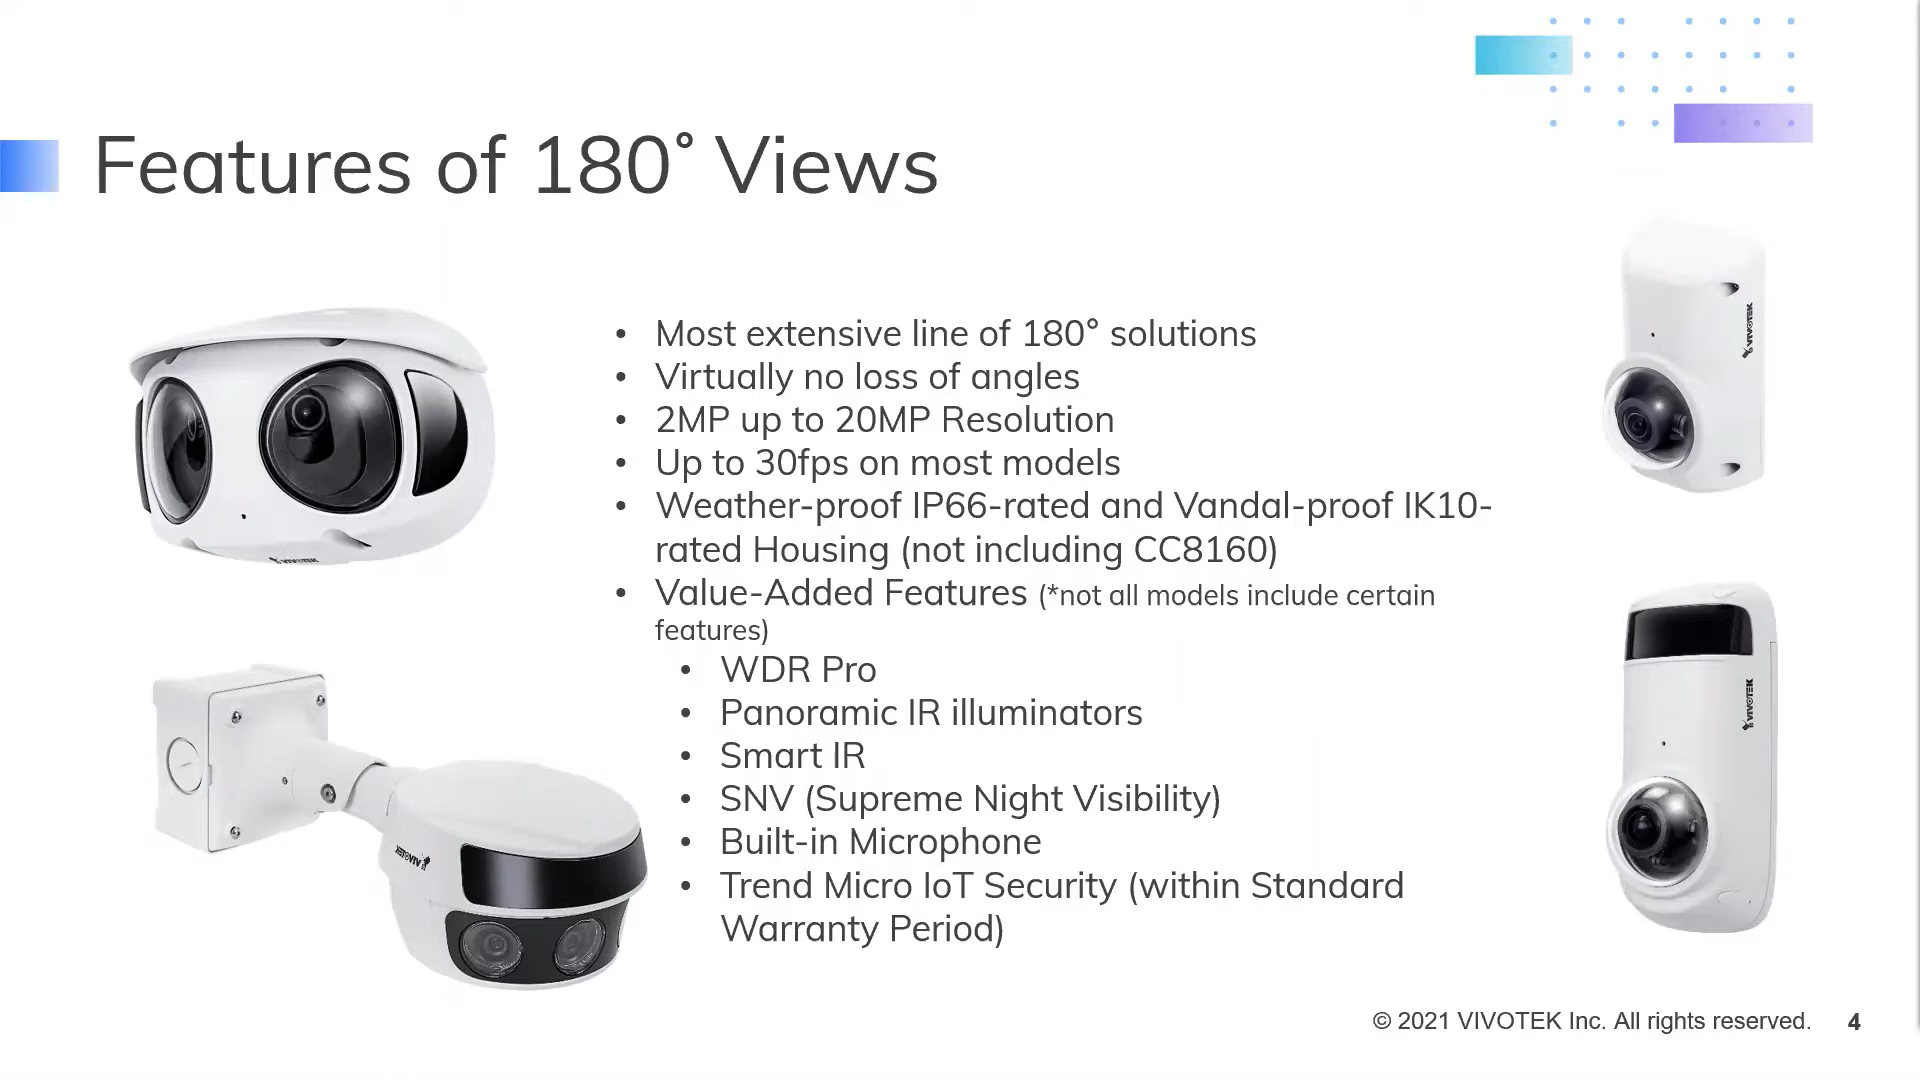 Features of 180° Views
• Most extensive line of 180° solutions
• Virtually no loss of angles
• 2MP up to 20MP Resolution
• Up to 30fps on most models
• Weather-proof IP66-rated and Vandal-proof IK10-
rated Housing (not including CC8160)
• Value-Added Features (*not all models include certain
features)
• WDR Pro
• Panoramic IR illuminators
• Smart IR
• SNV (Supreme Night Visibility)
• Built-in Microphone
• Trend Micro IoT Security (within Standard
Warranty Period)
VIVOTEK
VIVOTEK
VIVOTEK
VIVOTEK
© 2021 VIVOTEK Inc. All rights reserved. 4